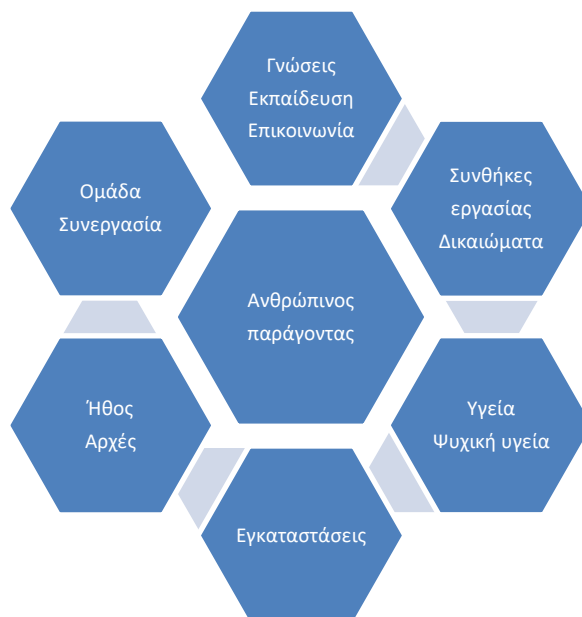 Γνώσεις
Εκπαίδευση
Επικοινωνία
Συνθήκες
εργασίας
Δικαιώματα
Ομάδα
Συνεργασία
Ανθρώπινος
παράγοντας
Ήθος
Αρχές
Υγεία
Ψυχική υγεία
Εγκαταστάσεις